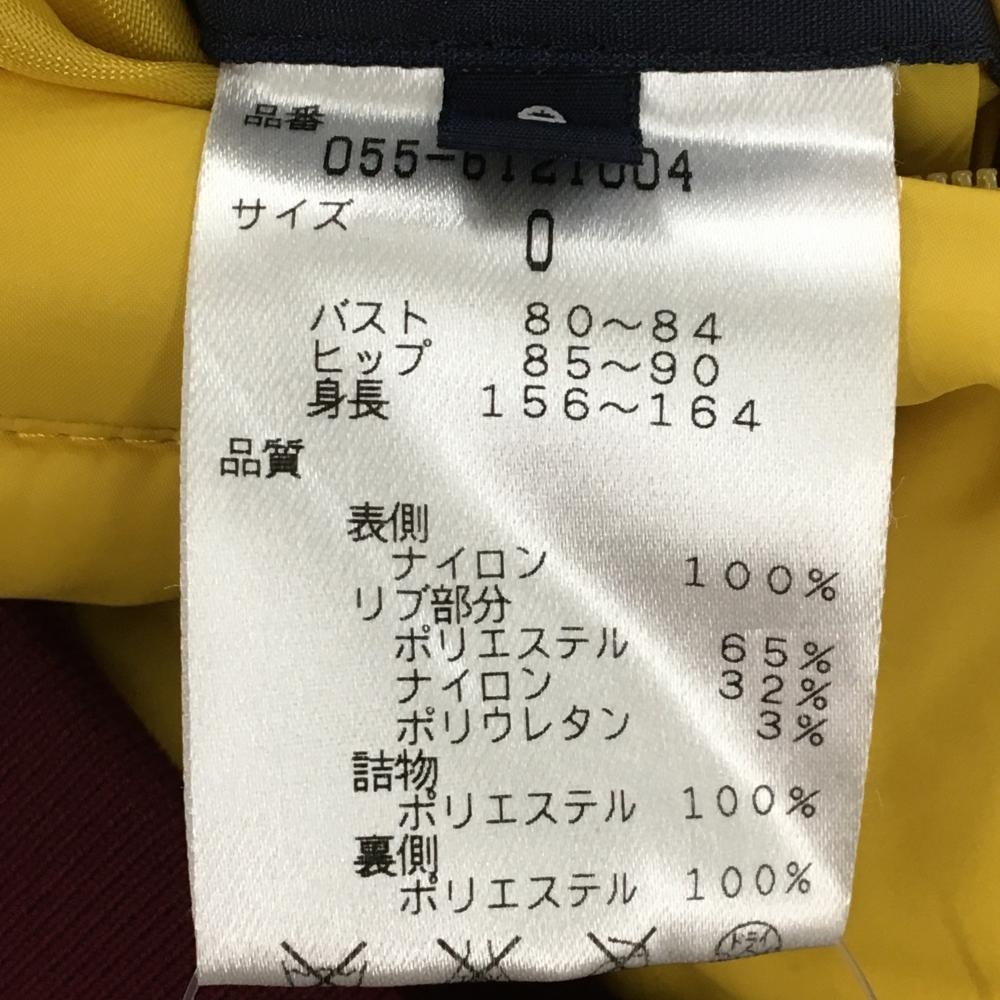 品番
055-6121004
サイズ
0
バスト 80～84
ヒップ 85～90
身長 156～164
品質
表側
ナイロン 100%
リブ部分
ポリエステル 65%
ナイロン 32%
ポリウレタン 3%
詰物
ポリエステル 100%
裏側
ポリエステル 100%
ドライ